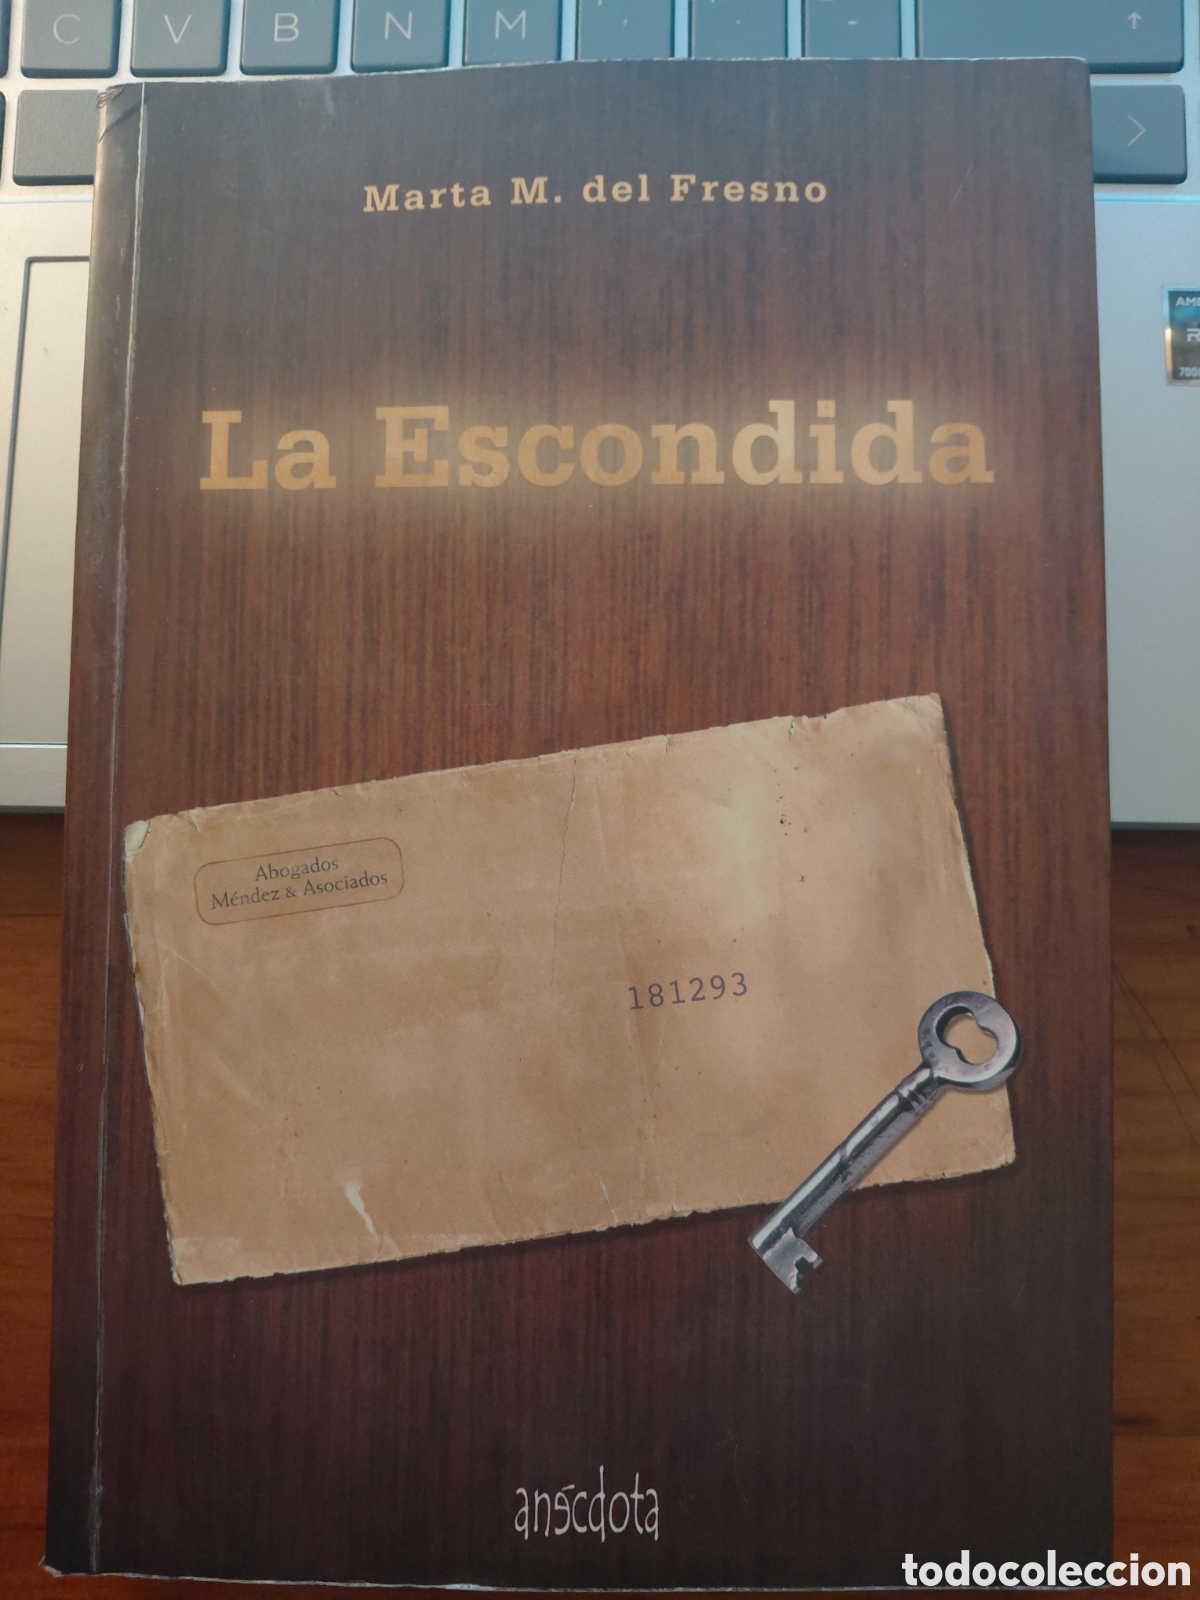 C V B N M
Marta M. del Fresno
La Escondida
Abogados
Méndez & Asociados
181293
anécdota
todocoleccion